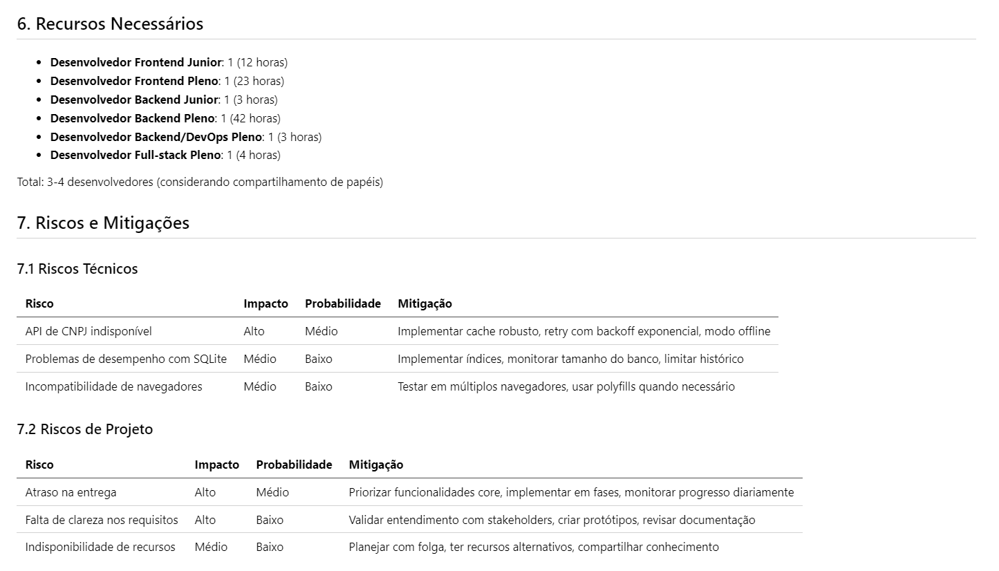 6. Recursos Necessários
Desenvolvedor Frontend Junior: 1 (12 horas)
Desenvolvedor Frontend Pleno: 1 (23 horas)
Desenvolvedor Backend Junior: 1 (3 horas)
Desenvolvedor Backend Pleno: 1 (42 horas)
Desenvolvedor Backend/DevOps Pleno: 1 (3 horas)
Desenvolvedor Full-stack Pleno: 1 (4 horas)
Total: 3-4 desenvolvedores (considerando compartilhamento de papéis)
7. Riscos e Mitigações
7.1 Riscos Técnicos
Risco Impacto Probabilidade Mitigação
API de CNPJ indisponível Alto Médio Implementar cache robusto, retry com backoff exponencial, modo offline
Problemas de desempenho com SQLite Médio Baixo Implementar índices, monitorar tamanho do banco, limitar histórico
Incompatibilidade de navegadores Médio Baixo Testar em múltiplos navegadores, usar polyfills quando necessário
7.2 Riscos de Projeto
Risco Impacto Probabilidade Mitigação
Atraso na entrega Alto Médio Priorizar funcionalidades core, implementar em fases, monitorar progresso diariamente
Falta de clareza nos requisitos Alto Baixo Validar entendimento com stakeholders, criar protótipos, revisar documentação
Indisponibilidade de recursos Médio Baixo Planejar com folga, ter recursos alternativos, compartilhar conhecimento